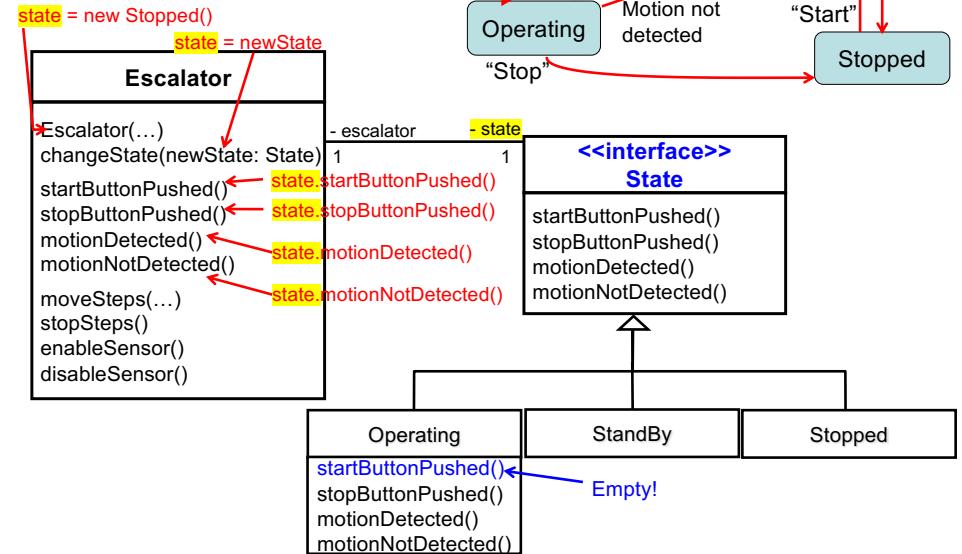 state = new Stopped()
state = newState
Operating
Motion not
detected
"Start"
Stopped
"Stop"
Escalator
Escalator(…)
changeState(newState: State)
startButtonPushed()
stopButtonPushed()
motionDetected()
motionNotDetected()
moveSteps(…)
stopSteps()
enableSensor()
disableSensor()
- escalator
- state
1
1
state.startButtonPushed()
state.stopButtonPushed()
state.motionDetected()
state.motionNotDetected()
<<interface>>
State
startButtonPushed()
stopButtonPushed()
motionDetected()
motionNotDetected()
Operating
StandBy
Stopped
startButtonPushed()
stopButtonPushed()
motionDetected()
motionNotDetected()
Empty!